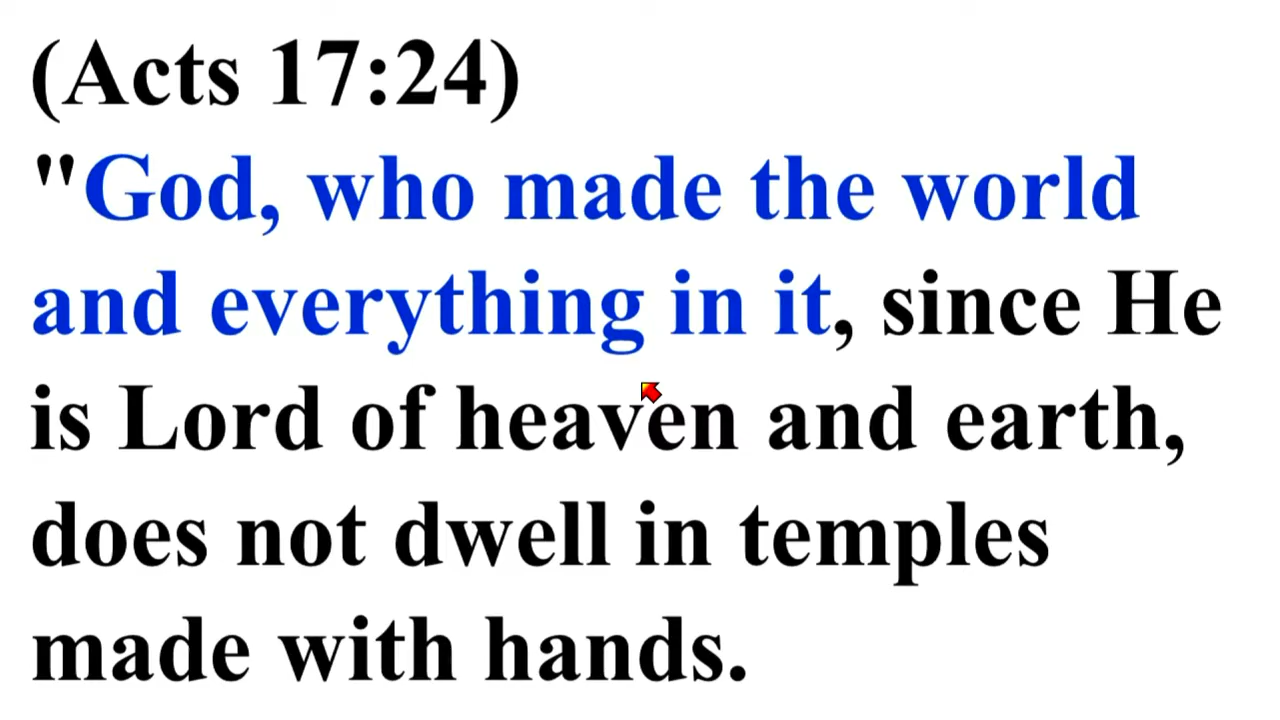 (Acts 17:24)
"God, who made the world
and everything in it, since He
is Lord of heaven and earth,
does not dwell in temples
made with hands.